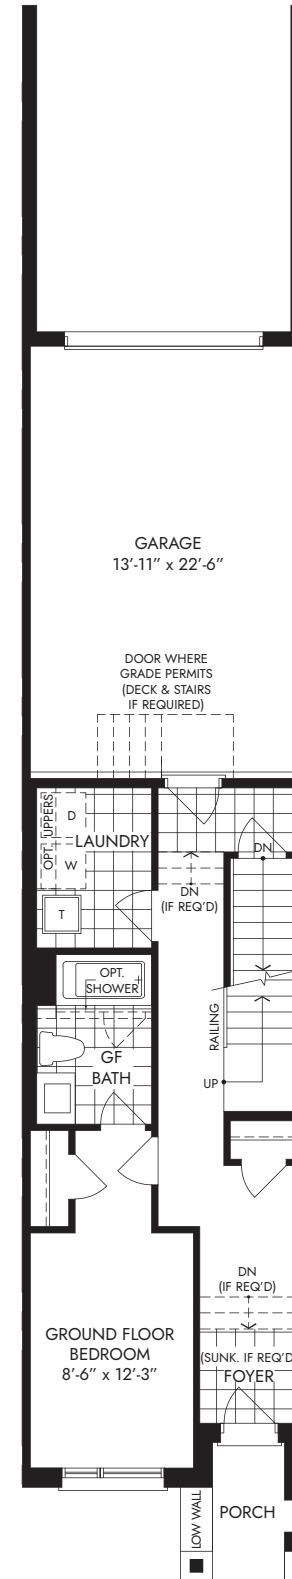 GARAGE
13'-11" x 22'-6"
DOOR WHERE
GRADE PERMITS
(DECK & STAIRS
IF REQUIRED)
OPT. UPPERS
D
LAUNDRY
W
T
DN
DN
(IF REQ'D)
OPT.
SHOWER
GF
BATH
RAILING
UP
DN
(IF REQ'D)
GROUND FLOOR
BEDROOM
8'-6" x 12'-3"
(SUNK. IF REQ'D
FOYER
LOW WALL
PORCH